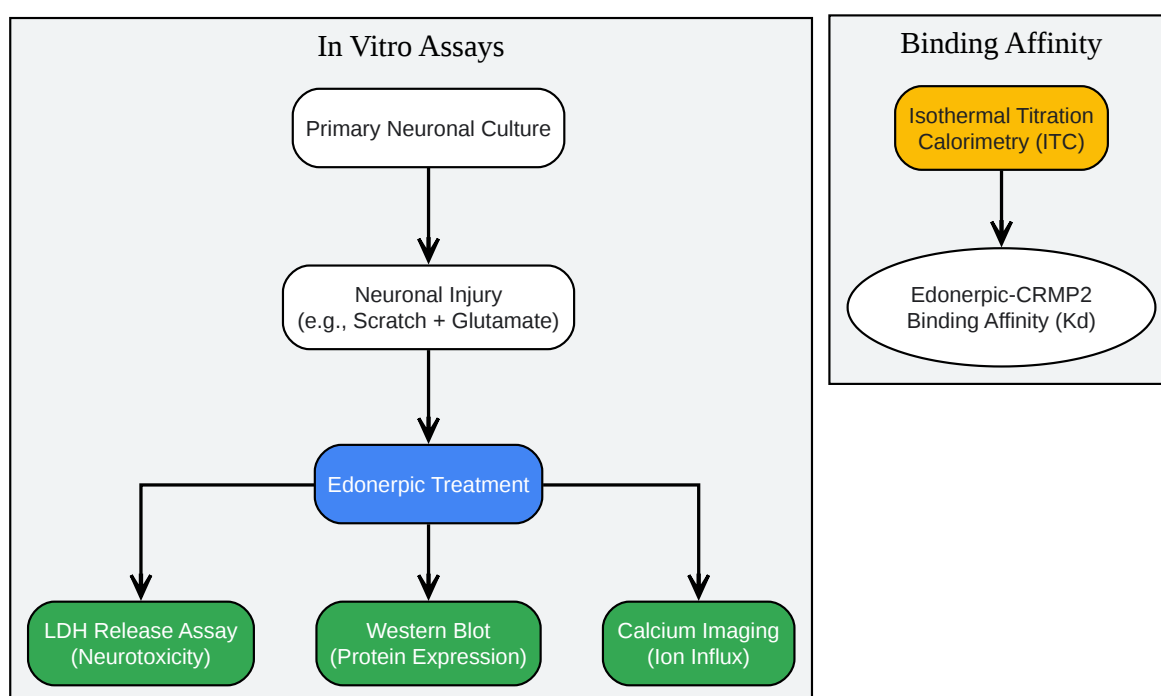 In Vitro Assays
Primary Neuronal Culture
Neuronal Injury
(e.g., Scratch + Glutamate)
Edonerpic Treatment
LDH Release Assay
(Neurotoxicity)
Western Blot
(Protein Expression)
Calcium Imaging
(Ion Influx)
Binding Affinity
Isothermal Titration
Calorimetry (ITC)
Edonerpic-CRMP2
Binding Affinity (Kd)